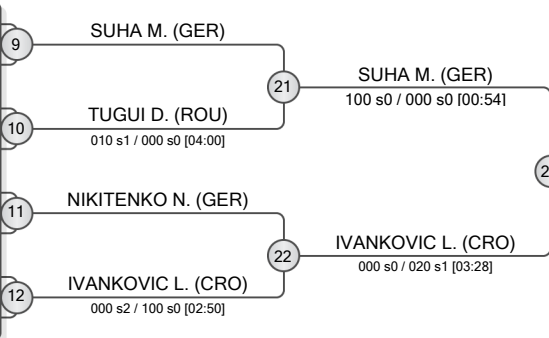 9
SUHA M. (GER)
21
SUHA M. (GER)
100 s0 / 000 s0 [00:54]
10
TUGUI D. (ROU)
010 s1 / 000 s0 [04:00]
11
NIKITENKO N. (GER)
22
IVANKOVIC L. (CRO)
000 s0 / 020 s1 [03:28]
12
IVANKOVIC L. (CRO)
000 s2 / 100 s0 [02:50]